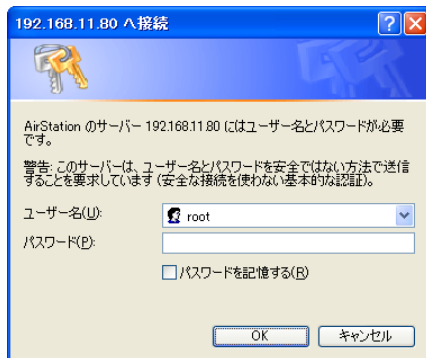 192.168.11.80 へ接続
AirStation のサーバー 192.168.11.80 にはユーザー名とパスワードが必要
です。
警告: このサーバーは、ユーザー名とパスワードを安全ではない方法で送信
することを要求しています (安全な接続を使わない基本的な認証)。
ユーザー名(U):
root
パスワード(P):
パスワードを記憶する(R)
OK
キャンセル